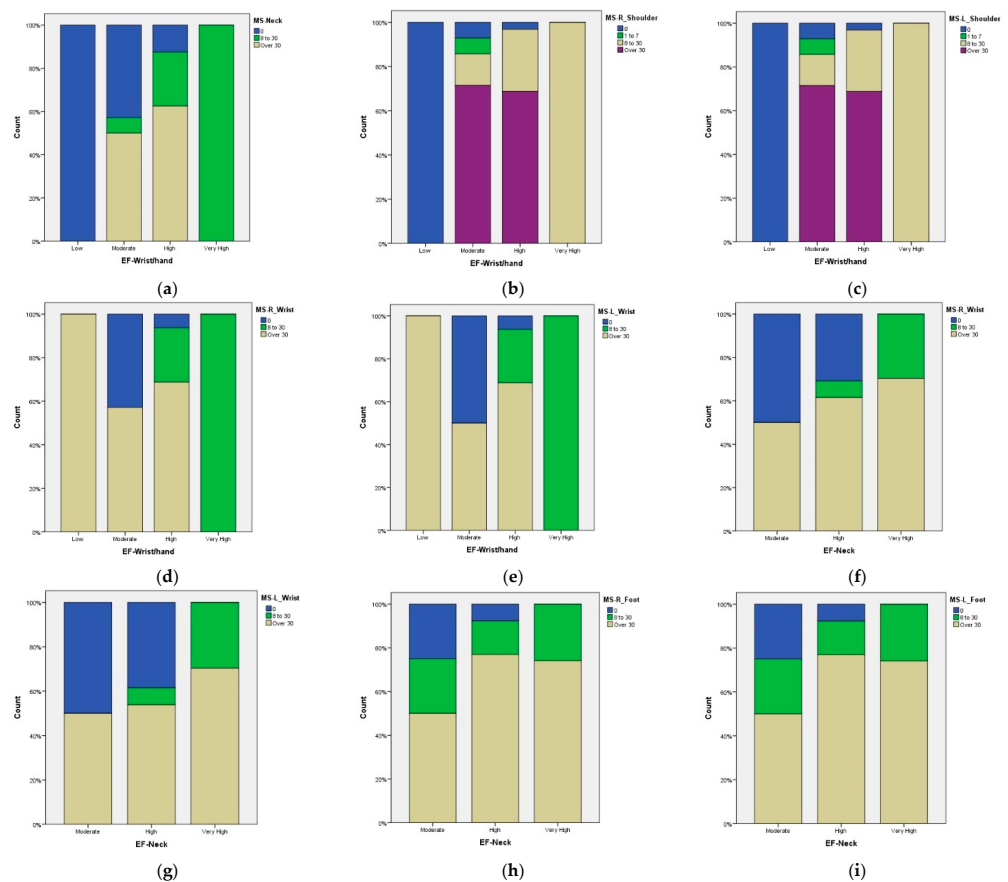 MS-Neck
0
8 to 30
Over 30
100%
80%
60%
40%
20%
0%
Count
Low Moderate High Very High
EF-Wrist/hand
(a)
MS-R_Shoulder
0
1 to 7
8 to 30
Over 30
100%
80%
60%
40%
20%
0%
Count
Low Moderate High Very High
EF-Wrist/hand
(b)
MS-L_Shoulder
0
1 to 7
8 to 30
Over 30
100%
80%
60%
40%
20%
0%
Count
Low Moderate High Very High
EF-Wrist/hand
(c)
MS-R_Wrist
0
8 to 30
Over 30
100%
80%
60%
40%
20%
0%
Count
Low Moderate High Very High
EF-Wrist/hand
(d)
MS-L_Wrist
0
8 to 30
Over 30
100%
80%
60%
40%
20%
0%
Count
Low Moderate High Very High
EF-Wrist/hand
(e)
MS-R_Wrist
0
8 to 30
Over 30
100%
80%
60%
40%
20%
0%
Count
Moderate High Very High
EF-Neck
(f)
MS-L_Wrist
0
8 to 30
Over 30
100%
80%
60%
40%
20%
0%
Count
Moderate High Very High
EF-Neck
(g)
MS-R_Foot
0
8 to 30
Over 30
100%
80%
60%
40%
20%
0%
Count
Moderate High Very High
EF-Neck
(h)
MS-L_Foot
0
8 to 30
Over 30
100%
80%
60%
40%
20%
0%
Count
Moderate High Very High
EF-Neck
(i)